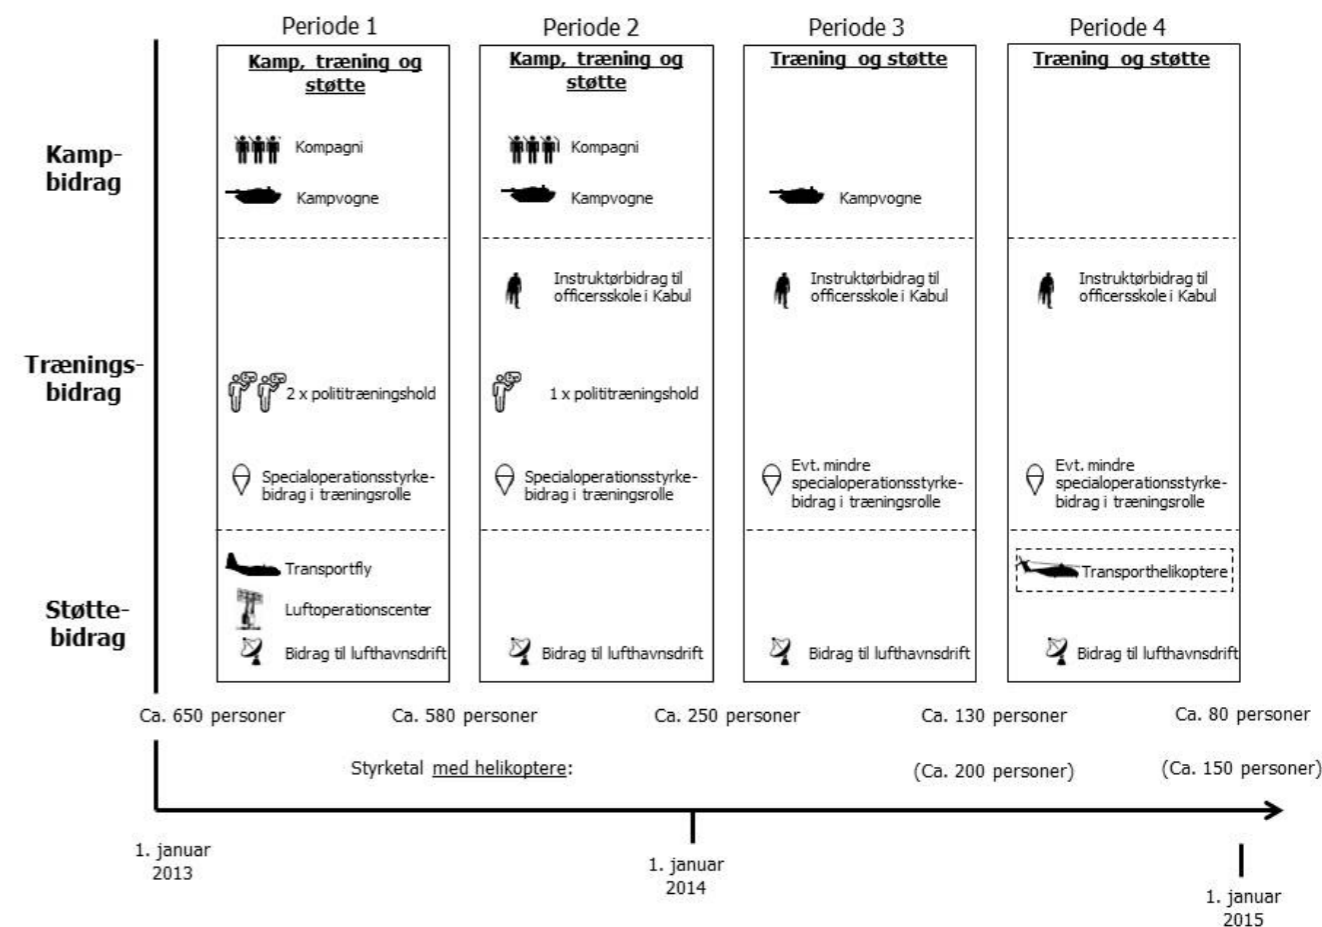 Periode 1
Periode 2
Periode 3
Periode 4
Kamp, træning og
støtte
Kamp, træning og
støtte
Træning og støtte
Træning og støtte
Kamp-
bidrag
Kompagni
Kampvogne
Kompagni
Kampvogne
Kampvogne
Trænings-
bidrag
2 x polititræningshold
Specialoperationsstyrke-
bidrag i træningsrolle
Instruktørbidrag til
officersskole i Kabul
1 x polititræningshold
Specialoperationsstyrke-
bidrag i træningsrolle
Instruktørbidrag til
officersskole i Kabul
Evt. mindre
specialoperationsstyrke-
bidrag i træningsrolle
Instruktørbidrag til
officersskole i Kabul
Evt. mindre
specialoperationsstyrke-
bidrag i træningsrolle
Støtte-
bidrag
Transportfly
Luftoperationscenter
Bidrag til lufthavnsdrift
Bidrag til lufthavnsdrift
Bidrag til lufthavnsdrift
Transporthelikoptere
Bidrag til lufthavnsdrift
Ca. 650 personer
Ca. 580 personer
Ca. 250 personer
Ca. 130 personer
Ca. 80 personer
Styrketal med helikoptere:
(Ca. 200 personer)
(Ca. 150 personer)
1. januar
2013
1. januar
2014
1. januar
2015